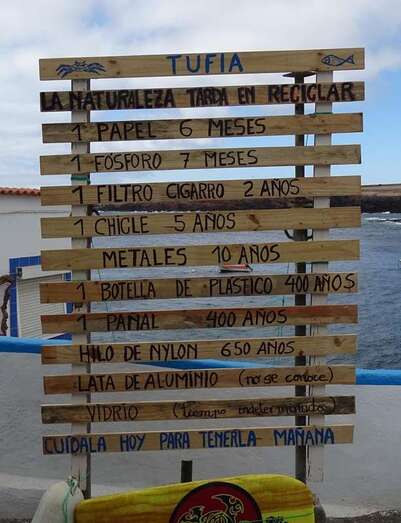 TUFIA
LA NATURALEZA TARDA EN RECICLAR
1 PAPEL 6 MESES
1 FÓSFORO 7 MESES
1 FILTRO CIGARRO 2 AÑOS
1 CHICLE 5 AÑOS
METALES 10 AÑOS
1 BOTELLA DE PLASTICO 400 AÑOS
1 PAÑAL 400 AÑOS
HILO DE NYLON 650 AÑOS
LATA DE ALUMINIO (no se conoce)
VIDRIO (tiempo indeterminado)
CUIDALA HOY PARA TENERLA MAÑANA